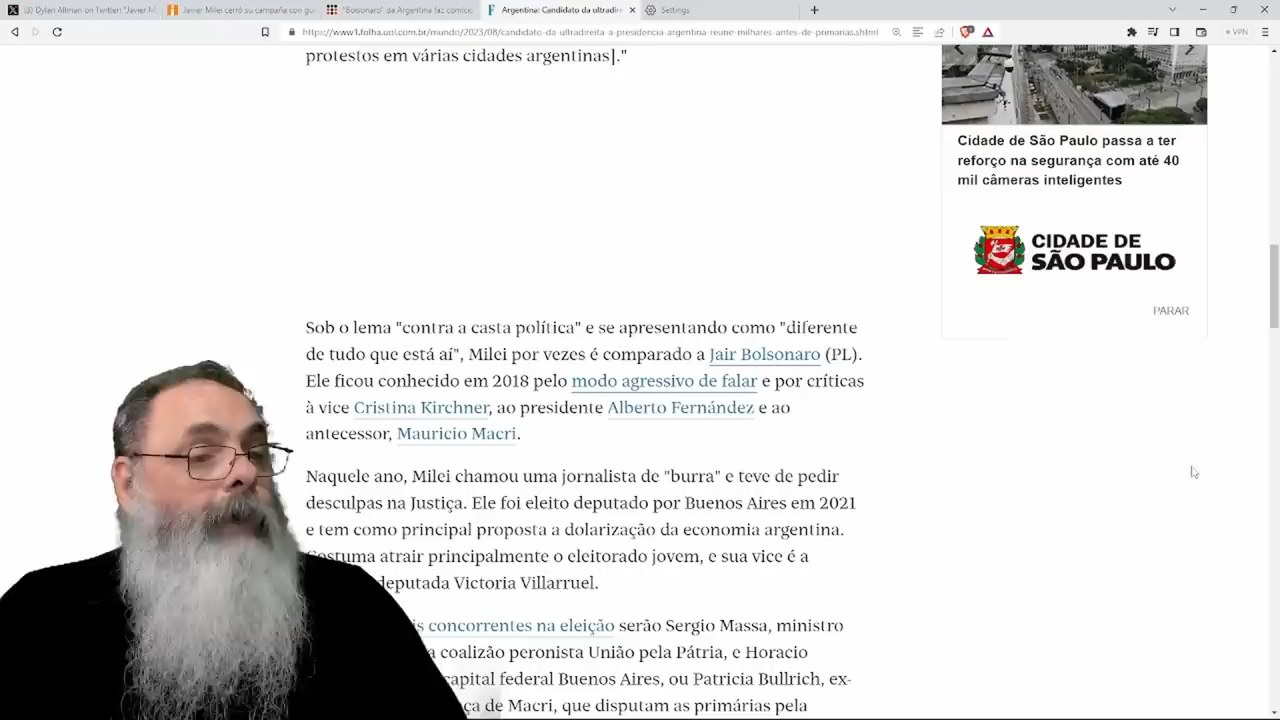 Dylan Allman on Twitter: "Javier M
Javier Milei cerró su campaña con gu
"Bolsonaro" da Argentina faz comício
Argentina: Candidato da ultradirei
Settings
https://www1.folha.uol.com.br/mundo/2023/08/candidato-da-ultradireita-a-presidencia-argentina-reune-milhares-antes-de-primarias.shtml
VPN
protestos em várias cidades argentinas]."
Cidade de São Paulo passa a ter
reforço na segurança com até 40
mil câmeras inteligentes
CIDADE DE
SÃO PAULO
PARAR
Sob o lema "contra a casta política" e se apresentando como "diferente
de tudo que está aí", Milei por vezes é comparado a Jair Bolsonaro (PL).
Ele ficou conhecido em 2018 pelo modo agressivo de falar e por críticas
à vice Cristina Kirchner, ao presidente Alberto Fernández e ao
antecessor, Mauricio Macri.
Naquele ano, Milei chamou uma jornalista de "burra" e teve de pedir
desculpas na Justiça. Ele foi eleito deputado por Buenos Aires em 2021
e tem como principal proposta a dolarização da economia argentina.
Costuma atrair principalmente o eleitorado jovem, e sua vice é a
deputada Victoria Villarruel.
is concorrentes na eleição serão Sergio Massa, ministro
a coalizão peronista União pela Pátria, e Horacio
capital federal Buenos Aires, ou Patricia Bullrich, ex-
ça de Macri, que disputam as primárias pela